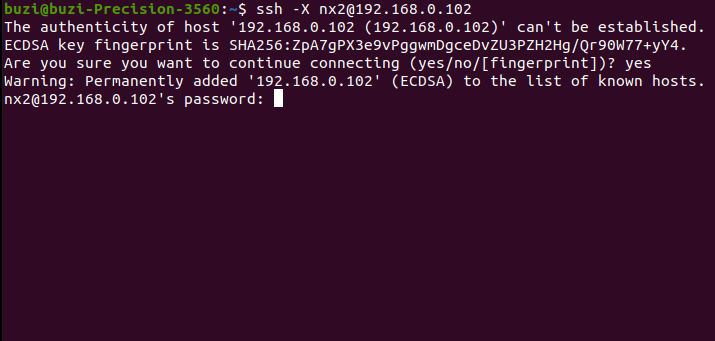 buzi@buzi-Precision-3560:~$ ssh -X nx2@192.168.0.102
The authenticity of host '192.168.0.102 (192.168.0.102)' can't be established.
ECDSA key fingerprint is SHA256:ZpA7gPX3e9vPggwmDgceDvZU3PZH2Hg/Qr90W77+yY4.
Are you sure you want to continue connecting (yes/no/[fingerprint])? yes
Warning: Permanently added '192.168.0.102' (ECDSA) to the list of known hosts.
nx2@192.168.0.102's password: